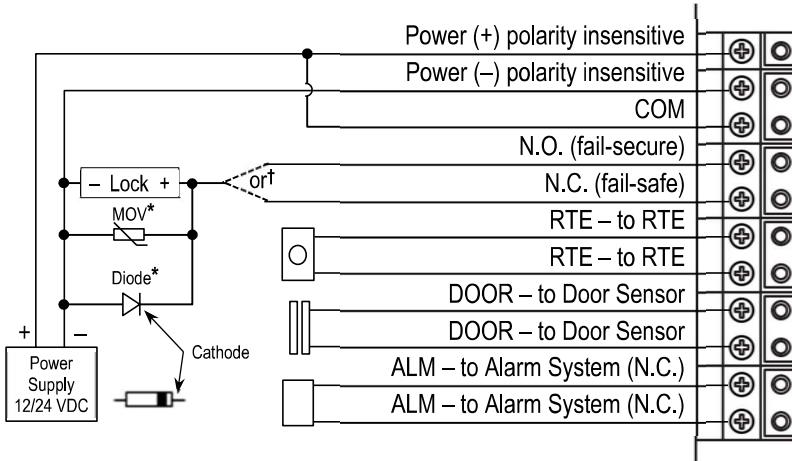 Power (+) polarity insensitive
Power (–) polarity insensitive
COM
N.O. (fail-secure)
N.C. (fail-safe)
RTE – to RTE
RTE – to RTE
DOOR – to Door Sensor
DOOR – to Door Sensor
ALM – to Alarm System (N.C.)
ALM – to Alarm System (N.C.)
– Lock +
or†
MOV*
Diode*
Cathode
+ –
Power
Supply
12/24 VDC